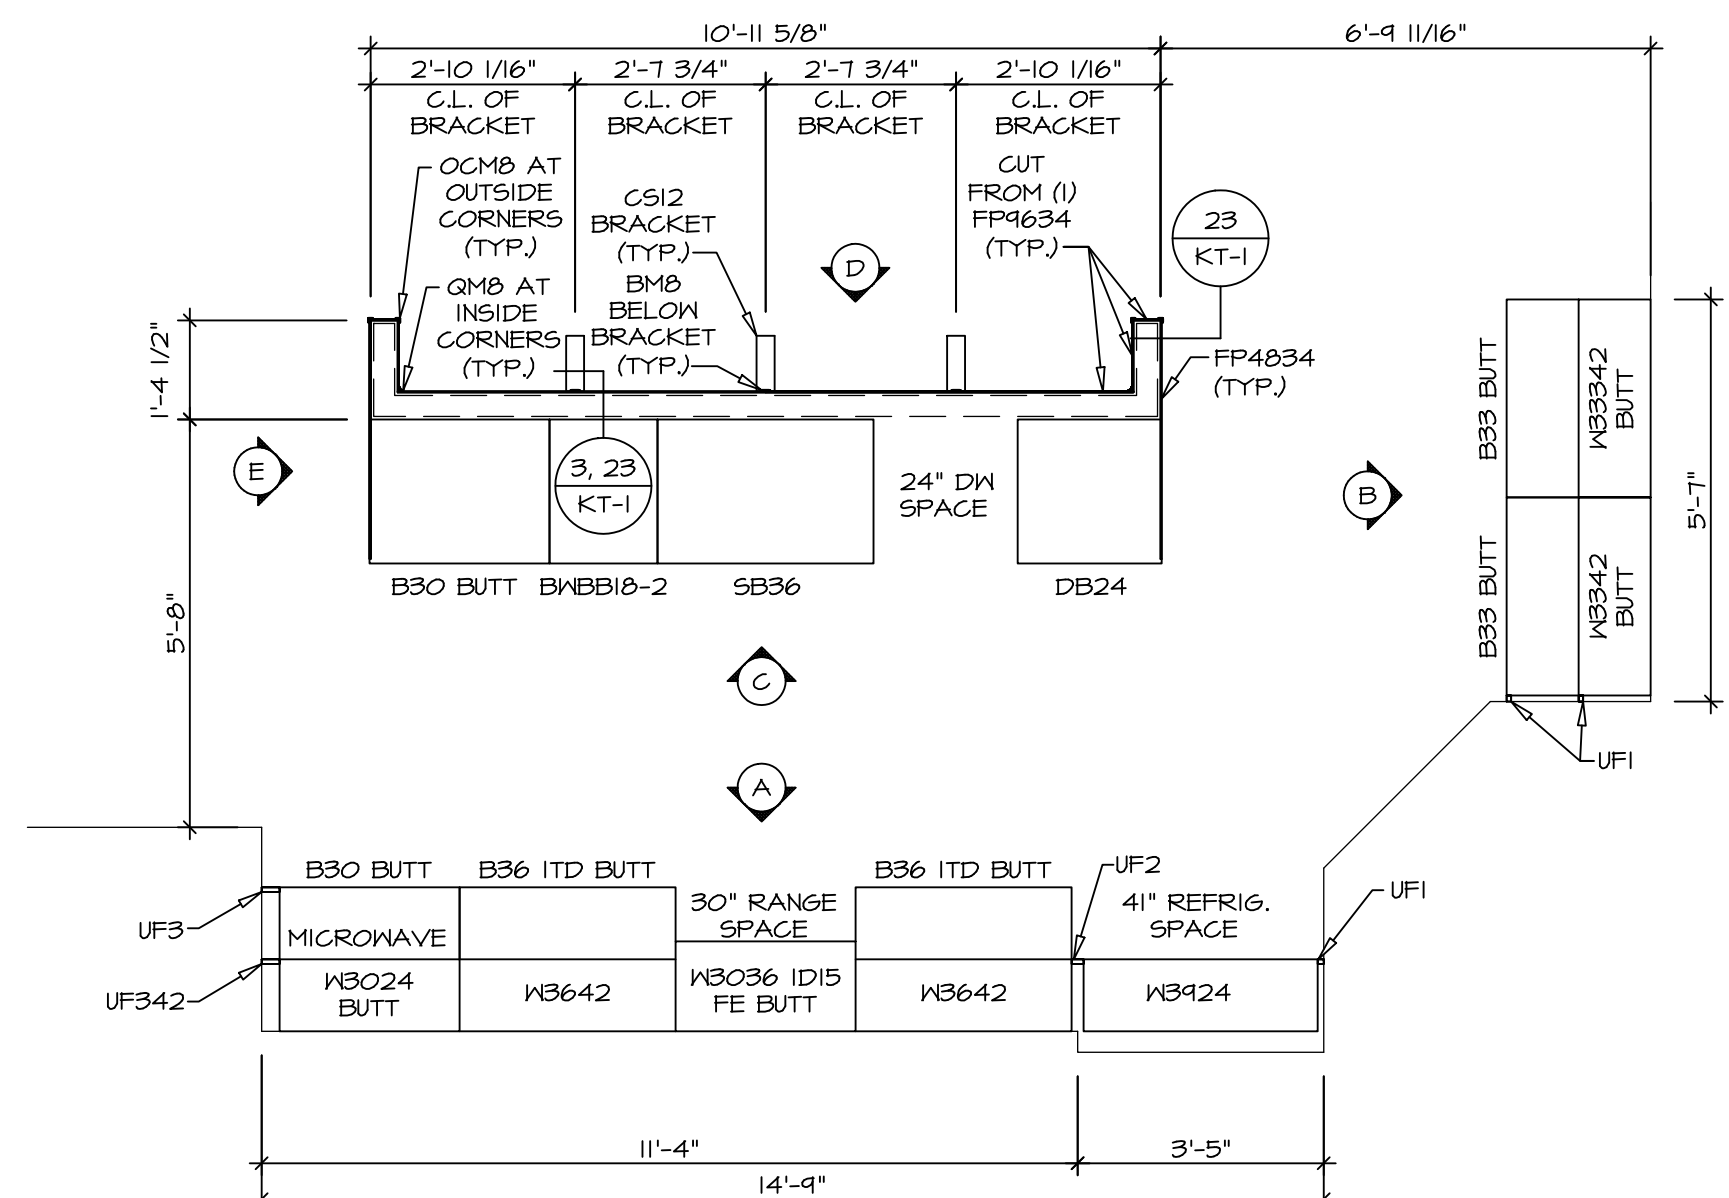 10'-11 5/8"
6'-9 11/16"
2'-10 1/16"
2'-7 3/4"
2'-7 3/4"
2'-10 1/16"
C.L. OF
BRACKET
C.L. OF
BRACKET
C.L. OF
BRACKET
C.L. OF
BRACKET
OCM8 AT
OUTSIDE
CORNERS
(TYP.)
CS12
BRACKET
(TYP.)
CUT
FROM (1)
FP9634
(TYP.)
23
KT-1
D
QM8 AT
INSIDE
CORNERS
(TYP.)
BM8
BELOW
BRACKET
(TYP.)
FP4834
(TYP.)
1'-4 1/2"
B33 BUTT
W33342
BUTT
E
3, 23
KT-1
24" DW
SPACE
B
5'-7"
B30 BUTT
BWBB18-2
SB36
DB24
B33 BUTT
W3342
BUTT
5'-8"
C
A
UF1
B30 BUTT
B36 1TD BUTT
B36 1TD BUTT
UF2
UF1
30" RANGE
SPACE
41" REFRIG.
SPACE
UF3
MICROWAVE
UF342
W3024
BUTT
W3642
W3036 1D15
FE BUTT
W3642
W3924
11'-4"
3'-5"
14'-9"